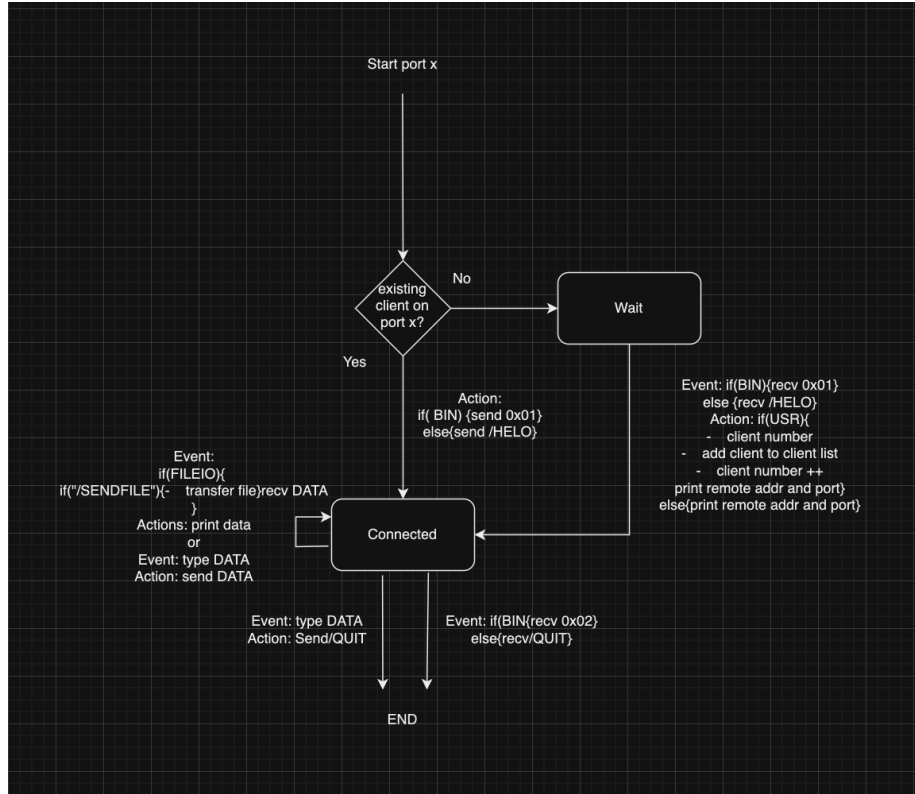 Start port x
No
existing
client on
port x?
Wait
Yes
Event: if(BIN){recv 0x01}
else {recv /HELO}
Action: if(USR){
- client number
- add client to client list
- client number ++
print remote addr and port}
else{print remote addr and port}
Action:
if( BIN) {send 0x01}
else{send /HELO}
Event:
if(FILEIO){
if("/SENDFILE"){- transfer file}recv DATA
}
Actions: print data
or
Event: type DATA
Action: send DATA
Connected
Event: type DATA
Action: Send/QUIT
Event: if(BIN{recv 0x02}
else{recv/QUIT}
END